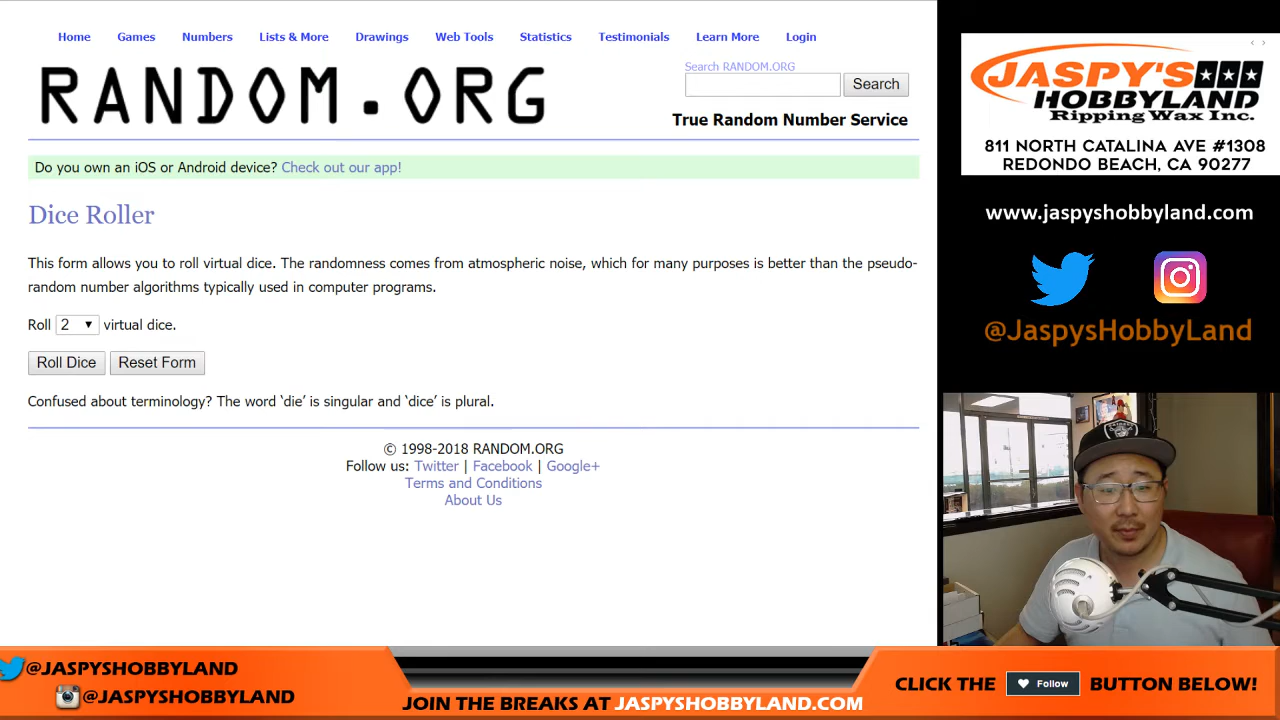 Home Games Numbers Lists & More Drawings Web Tools Statistics Testimonials Learn More Login
RANDOM.ORG
Search RANDOM.ORG
Search
True Random Number Service
Do you own an iOS or Android device? Check out our app!
Dice Roller
This form allows you to roll virtual dice. The randomness comes from atmospheric noise, which for many purposes is better than the pseudo-
random number algorithms typically used in computer programs.
Roll 2 virtual dice.
Roll Dice Reset Form
Confused about terminology? The word ‘die’ is singular and ‘dice’ is plural.
© 1998-2018 RANDOM.ORG
Follow us: Twitter | Facebook | Google+
Terms and Conditions
About Us
JASPY'S
HOBBYLAND
Ripping Wax Inc.
811 NORTH CATALINA AVE #1308
REDONDO BEACH, CA 90277
www.jaspyshobbyland.com
@JaspysHobbyLand
RAIDERS
@JASPYSHOBBYLAND
@JASPYSHOBBYLAND
JOIN THE BREAKS AT JASPYSHOBBYLAND.COM
CLICK THE Follow BUTTON BELOW!